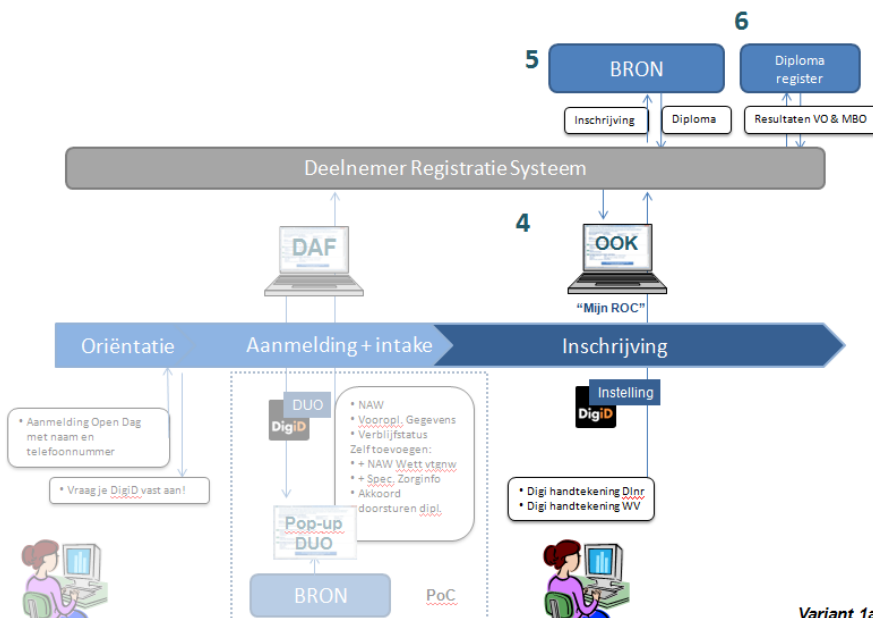 6
5
BRON
Diploma
register
Inschrijving
Diploma
Resultaten VO & MBO
Deelnemer Registratie Systeem
DAF
4
OOK
“Mijn ROC”
Oriëntatie
Aanmelding + intake
Inschrijving
• Aanmelding Open Dag
met naam en
telefoonnummer
• Vraag je DigiD vast aan!
DUO
DigiD
• NAW
• Vooropl. Gegevens
• Verblijfstatus
Zelf toevoegen:
• + NAW Wett vtgnw
• + Spec. Zorginfo
• Akkoord
doorsturen dipl.
Pop-up
DUO
BRON
PoC
Instelling
DigiD
• Digi handtekening Dlnr
• Digi handtekening WV
Variant 1a